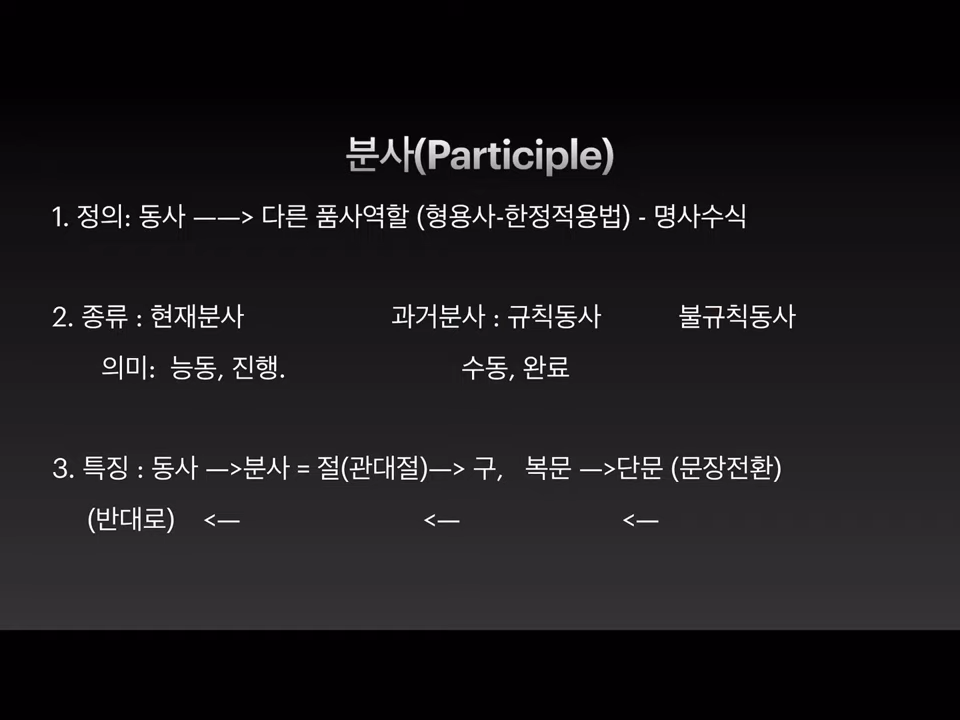 분사(Participle)
1. 정의: 동사 ——> 다른 품사역할 (형용사-한정적용법) - 명사수식
2. 종류 : 현재분사 과거분사 : 규칙동사 불규칙동사
의미: 능동, 진행. 수동, 완료
3. 특징 : 동사 —>분사 = 절(관대절)—> 구, 복문 —>단문 (문장전환)
(반대로) <— <— <—